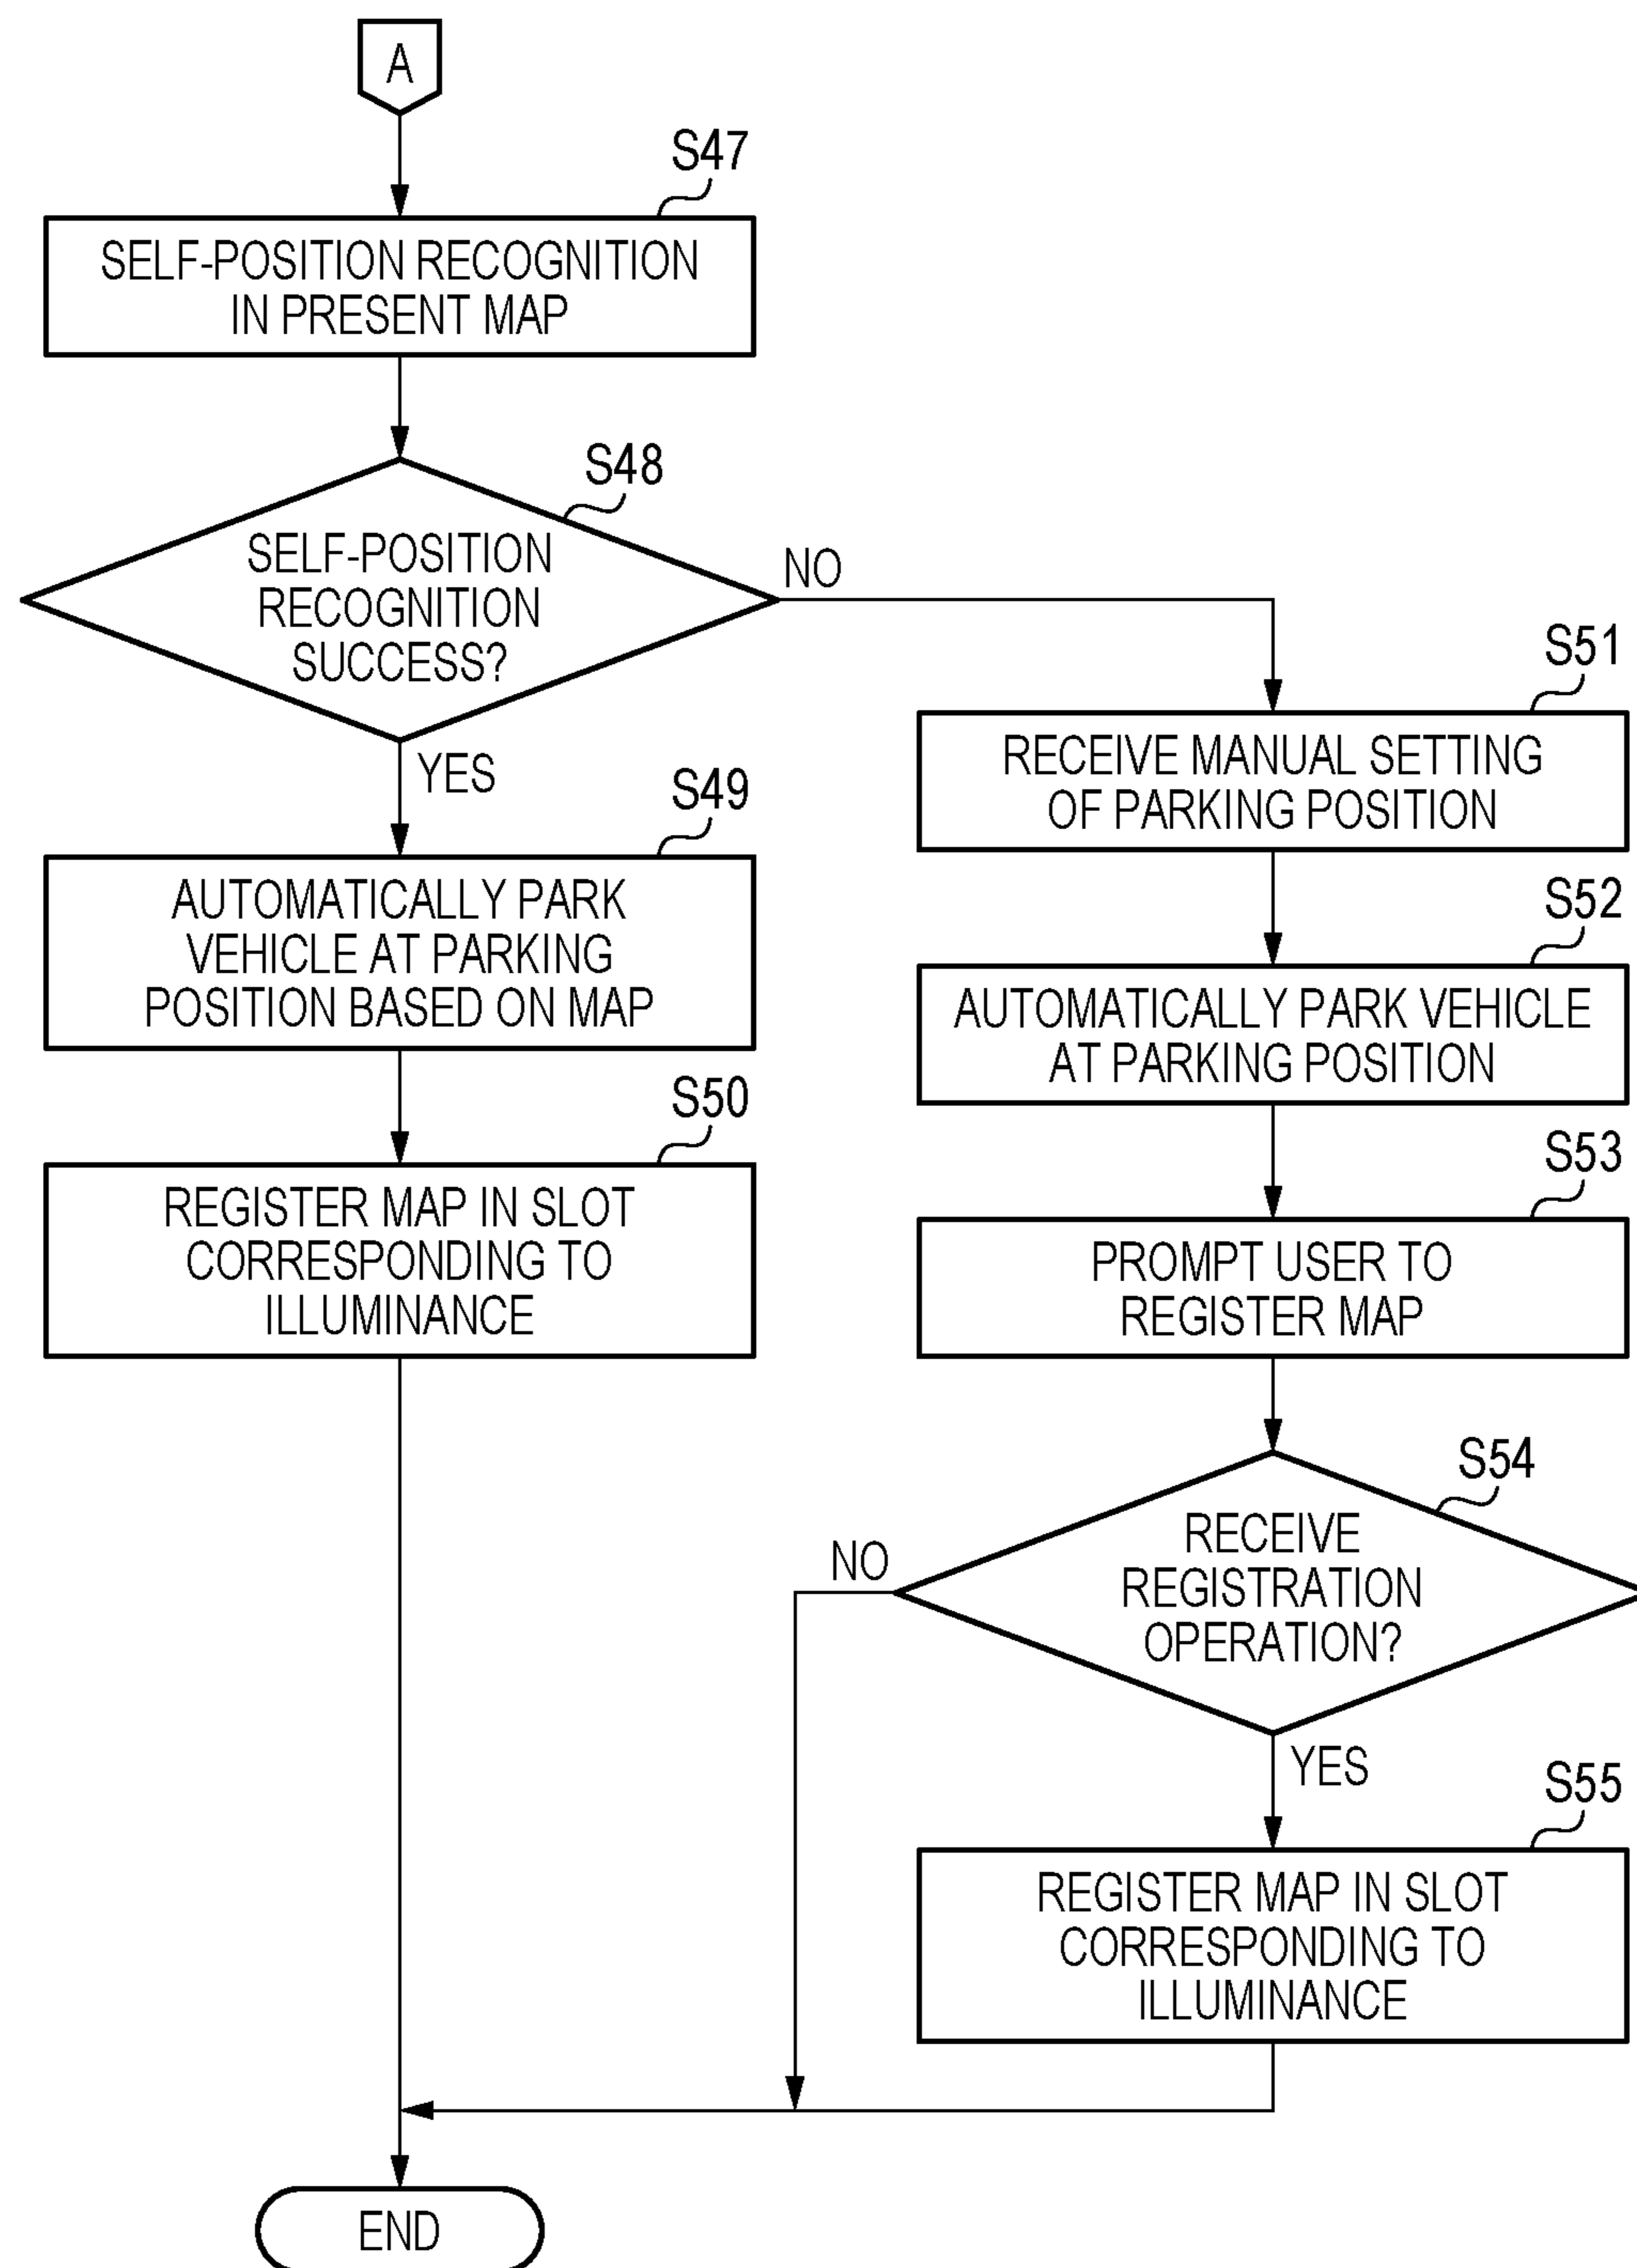 A
S47
SELF-POSITION RECOGNITION
IN PRESENT MAP
S48
SELF-POSITION
RECOGNITION
SUCCESS?
NO
YES
S49
AUTOMATICALLY PARK
VEHICLE AT PARKING
POSITION BASED ON MAP
S50
REGISTER MAP IN SLOT
CORRESPONDING TO
ILLUMINANCE
S51
RECEIVE MANUAL SETTING
OF PARKING POSITION
S52
AUTOMATICALLY PARK VEHICLE
AT PARKING POSITION
S53
PROMPT USER TO
REGISTER MAP
S54
RECEIVE
REGISTRATION
OPERATION?
NO
YES
S55
REGISTER MAP IN SLOT
CORRESPONDING TO
ILLUMINANCE
END